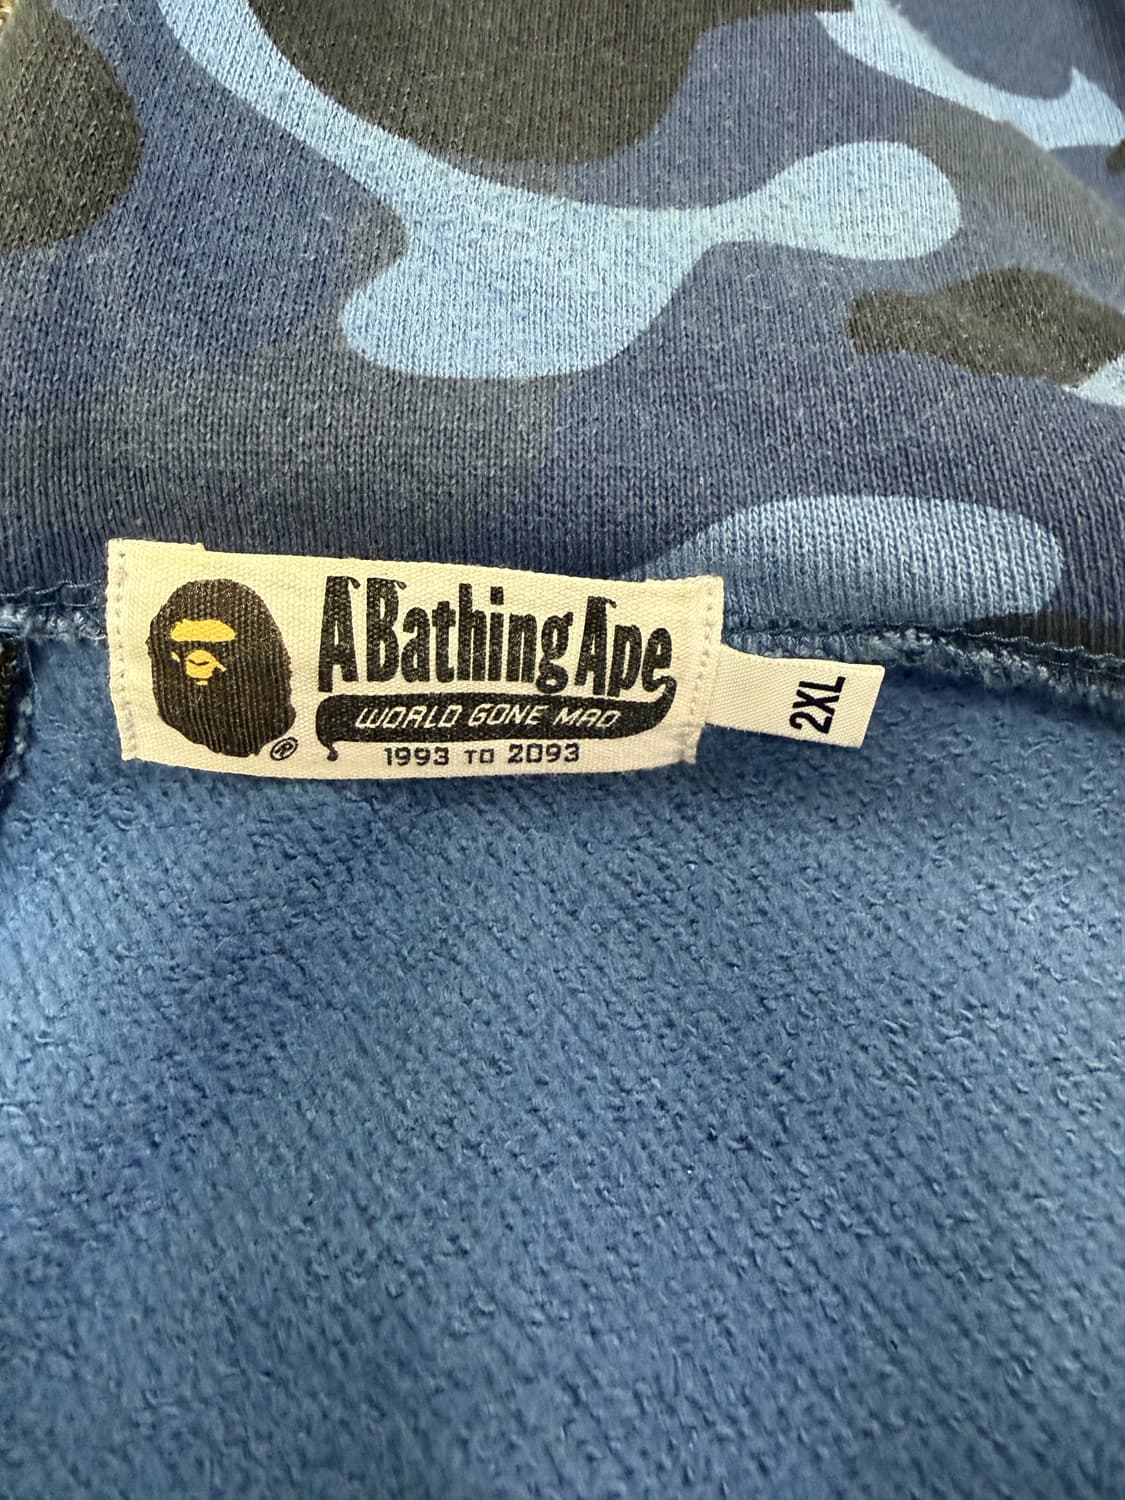 A Bathing Ape
WORLD GONE MAD
1993 TO 2093
®
2XL